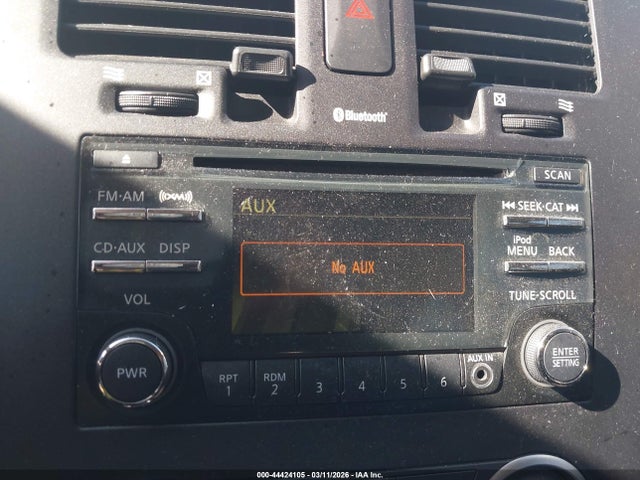 Bluetooth
SCAN
FM·AM
(XM)
AUX
SEEK·CAT
CD·AUX DISP
No AUX
iPod
MENU BACK
VOL
TUNE·SCROLL
PWR
RPT
1
RDM
2
3
4
5
6
AUX IN
ENTER
SETTING
000-44424105 - 03/11/2026 - IAA Inc.